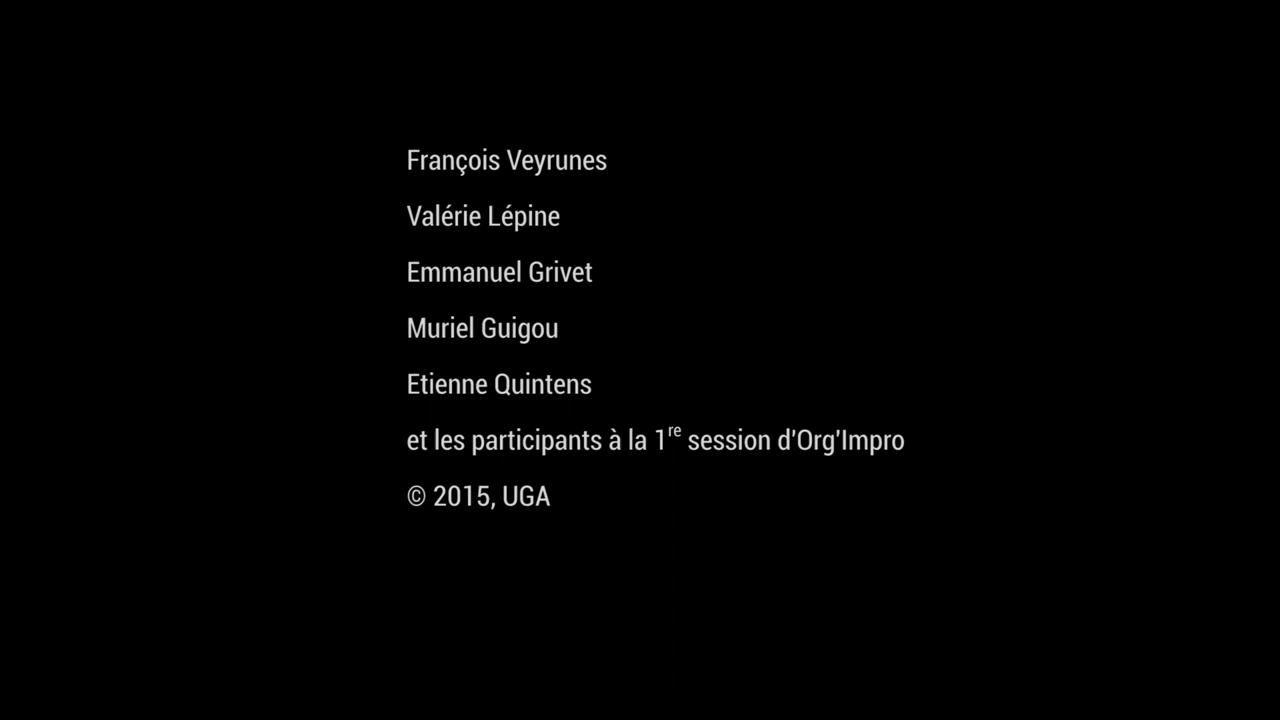 François Veyrunes
Valérie Lépine
Emmanuel Grivet
Muriel Guigou
Etienne Quintens
et les participants à la 1re session d'Org'Impro
© 2015, UGA